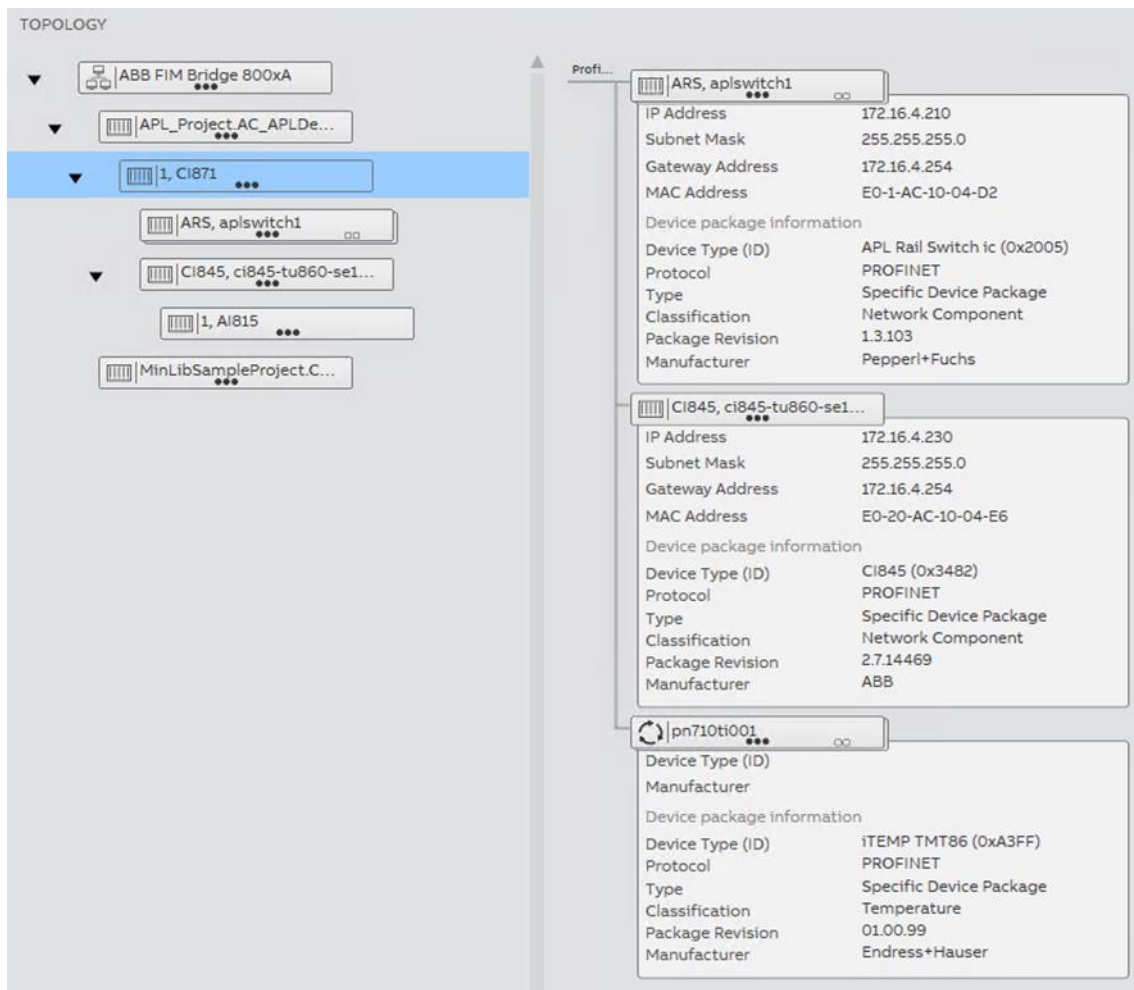 TOPOLOGY
ABB FIM Bridge 800xA
APL_Project.AC_APLDe...
1, CI871
ARS, aplswitch1
CI845, ci845-tu860-se1...
1, AI815
MinLibSampleProject.C...
Profi...
ARS, aplswitch1
IP Address 172.16.4.210
Subnet Mask 255.255.255.0
Gateway Address 172.16.4.254
MAC Address E0-1-AC-10-04-D2
Device package information
Device Type (ID) APL Rail Switch ic (0x2005)
Protocol PROFINET
Type Specific Device Package
Classification Network Component
Package Revision 1.3.103
Manufacturer Pepperl+Fuchs
CI845, ci845-tu860-se1...
IP Address 172.16.4.230
Subnet Mask 255.255.255.0
Gateway Address 172.16.4.254
MAC Address E0-20-AC-10-04-E6
Device package information
Device Type (ID) CI845 (0x3482)
Protocol PROFINET
Type Specific Device Package
Classification Network Component
Package Revision 2.7.14469
Manufacturer ABB
pn710ti001
Device Type (ID)
Manufacturer
Device package information
Device Type (ID) iTEMP TMT86 (0xA3FF)
Protocol PROFINET
Type Specific Device Package
Classification Temperature
Package Revision 01.00.99
Manufacturer Endress+Hauser